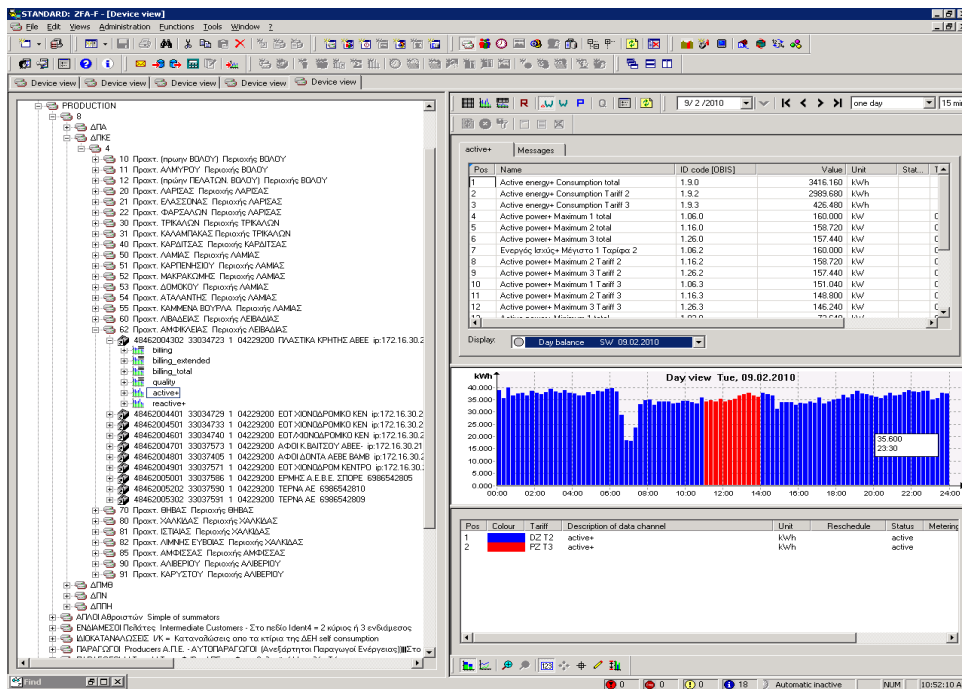 STANDARD: ZFA-F - [Device view]
File Edit Views Administration Functions Tools Window ?
Device view Device view Device view Device view Device view
PRODUCTION
8
ΔΠΑ
ΔΠΚΕ
4
10 Πρακτ. (πρωην ΒΟΛΟΥ) Περιοχής ΒΟΛΟΥ
11 Πρακτ. ΑΛΜΥΡΟΥ Περιοχής ΒΟΛΟΥ
12 Πρακτ. (πρώην ΠΕΛΑΤΩΝ. ΒΟΛΟΥ) Περιοχής ΒΟΛΟΥ
20 Πρακτ. ΛΑΡΙΣΑΣ Περιοχής ΛΑΡΙΣΑΣ
21 Πρακτ. ΕΛΑΣΣΟΝΑΣ Περιοχής ΛΑΡΙΣΑΣ
22 Πρακτ. ΦΑΡΣΑΛΩΝ Περιοχής ΛΑΡΙΣΑΣ
30 Πρακτ. ΤΡΙΚΑΛΩΝ Περιοχής ΤΡΙΚΑΛΩΝ
31 Πρακτ. ΚΑΛΑΜΠΑΚΑΣ Περιοχής ΤΡΙΚΑΛΩΝ
40 Πρακτ. ΚΑΡΔΙΤΣΑΣ Περιοχής ΚΑΡΔΙΤΣΑΣ
50 Πρακτ. ΛΑΜΙΑΣ Περιοχής ΛΑΜΙΑΣ
51 Πρακτ. ΚΑΡΠΕΝΗΣΙΟΥ Περιοχής ΛΑΜΙΑΣ
52 Πρακτ. ΜΑΚΡΑΚΩΜΗΣ Περιοχής ΛΑΜΙΑΣ
53 Πρακτ. ΔΟΜΟΚΟΥ Περιοχής ΛΑΜΙΑΣ
54 Πρακτ. ΑΤΑΛΑΝΤΗΣ Περιοχής ΛΑΜΙΑΣ
55 Πρακτ. ΚΑΜΜΕΝΑ ΒΟΥΡΛΑ Περιοχής ΛΑΜΙΑΣ
60 Πρακτ. ΛΙΒΑΔΕΙΑΣ Περιοχής ΛΕΙΒΑΔΙΑΣ
62 Πρακτ. ΑΜΦΙΚΛΕΙΑΣ Περιοχής ΛΕΙΒΑΔΙΑΣ
48462004302 33034723 1 04229200 ΠΛΑΣΤΙΚΑ ΚΡΗΤΗΣ ΑΒΕΕ ip:172.16.30.2
billing
billing_extended
billing_total
quality
active+
reactive+
48462004401 33034729 1 04229200 ΕΟΤ ΧΙΟΝΟΔΡΟΜΙΚΟ ΚΕΝ ip:172.16.30.2
48462004501 33034733 1 04229200 ΕΟΤ ΧΙΟΝΟΔΡΟΜΙΚΟ ΚΕΝ ip:172.16.30.2
48462004601 33034740 1 04229200 ΕΟΤ ΧΙΟΝΟΔΡΟΜΙΚΟ ΚΕΝ ip:172.16.30.2
48462004701 33037573 1 04229200 ΑΦΟΙ Κ.ΒΑΙΤΣΟΥ ΑΒΕΕ- ip:172.16.30.21
48462004801 33037405 1 04229200 ΑΦΟΙ ΔΟΝΤΑ ΑΕΒΕ ΒΑΜΒ ip:172.16.30.2
48462004901 33037571 1 04229200 ΕΟΤ ΧΙΟΝΟΔΡΟΜ ΚΕΝΤΡΟ ip:172.16.30.2
48462005001 33037586 1 04229200 ΕΡΜΗΣ Α.Ε.Β.Ε. ΣΠΟΡΕ 6986542805
48462005202 33037590 1 04229200 ΤΕΡΝΑ ΑΕ 6986542810
48462005302 33037591 1 04229200 ΤΕΡΝΑ ΑΕ 6986542809
70 Πρακτ. ΘΗΒΑΣ Περιοχής ΘΗΒΑΣ
80 Πρακτ. ΧΑΛΚΙΔΑΣ Περιοχής ΧΑΛΚΙΔΑΣ
81 Πρακτ. ΙΣΤΙΑΙΑΣ Περιοχής ΧΑΛΚΙΔΑΣ
82 Πρακτ. ΛΙΜΝΗΣ ΕΥΒΟΙΑΣ Περιοχής ΧΑΛΚΙΔΑΣ
85 Πρακτ. ΑΜΦΙΣΣΑΣ Περιοχής ΑΜΦΙΣΣΑΣ
90 Πρακτ. ΑΛΙΒΕΡΙΟΥ Περιοχής ΑΛΙΒΕΡΙΟΥ
91 Πρακτ. ΚΑΡΥΣΤΟΥ Περιοχής ΑΛΙΒΕΡΙΟΥ
ΔΠΜΘ
ΔΠΝ
ΔΠΠΗ
ΑΠΛΟΙ Αθροιστών Simple of summators
ΕΝΔΙΑΜΕΣΟΙ Πελάτες Intermediate Customers - Στο πεδίο Ident4 = 2 κύριος ή 3 ενδιάμεσος
ΙΔΙΟΚΑΤΑΝΑΛΩΣΕΙΣ Ι/Κ = Καταναλώσεις απο τα κτίρια της ΔΕΗ self consumption
ΠΑΡΑΓΩΓΟΙ Producers Α.Π.Ε. - ΑΥΤΟΠΑΡΑΓΩΓΟΙ (Ανεξάρτητοι Παραγωγοί Ενέργειας)|||Στο
Find
R W W P Q 9/ 2 /2010 one day 15 min
active+ Messages
Pos Name ID code [OBIS] Value Unit Stat... T
1 Active energy+ Consumption total 1.9.0 3416.160 kWh
2 Active energy+ Consumption Tariff 2 1.9.2 2989.680 kWh
3 Active energy+ Consumption Tariff 3 1.9.3 426.480 kWh
4 Active power+ Maximum 1 total 1.06.0 160.000 kW
5 Active power+ Maximum 2 total 1.16.0 158.720 kW
6 Active power+ Maximum 3 total 1.26.0 157.440 kW
7 Ενεργός Ισχύς+ Μέγιστο 1 Ταρίφα 2 1.06.2 160.000 kW
8 Active power+ Maximum 2 Tariff 2 1.16.2 158.720 kW
9 Active power+ Maximum 3 Tariff 2 1.26.2 157.440 kW
10 Active power+ Maximum 1 Tariff 3 1.06.3 151.040 kW
11 Active power+ Maximum 2 Tariff 3 1.16.3 148.800 kW
12 Active power+ Maximum 3 Tariff 3 1.26.3 146.240 kW
Display: Day balance SW 09.02.2010
kWh Day view Tue, 09.02.2010
40.000
35.000
30.000
25.000
20.000
15.000
10.000
5.000
0.000
35.600
23:30
00:00 02:00 04:00 06:00 08:00 10:00 12:00 14:00 16:00 18:00 20:00 22:00 24:00
Pos Colour Tariff Description of data channel Unit Reschedule Status Metering
1 DZ T2 active+ kWh active
2 PZ T3 active+ kWh active
0 0 0 18 Automatic inactive NUM 10:52:10 A